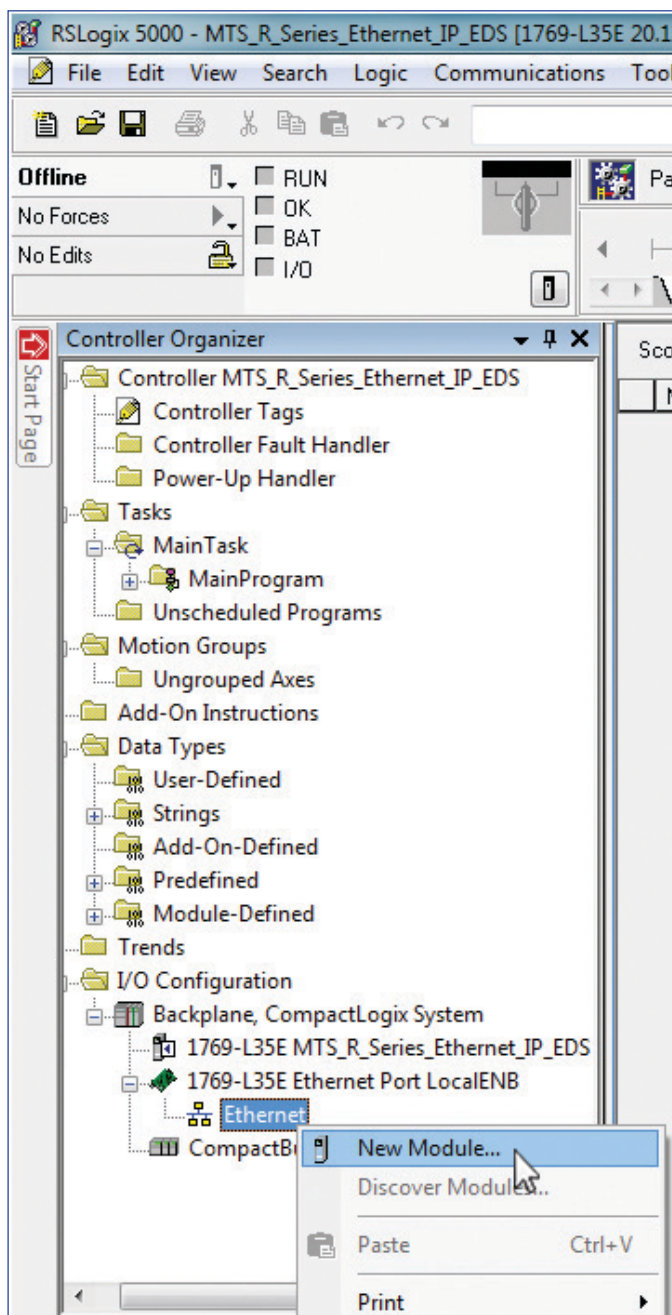 RSLogix 5000 - MTS_R_Series_Ethernet_IP_EDS [1769-L35E 20.1
File Edit View Search Logic Communications Tool
Offline
RUN
No Forces
OK
No Edits
BAT
I/O
Pa
Start Page
Controller Organizer
Sco
Controller MTS_R_Series_Ethernet_IP_EDS
Controller Tags
Controller Fault Handler
Power-Up Handler
Tasks
MainTask
MainProgram
Unscheduled Programs
Motion Groups
Ungrouped Axes
Add-On Instructions
Data Types
User-Defined
Strings
Add-On-Defined
Predefined
Module-Defined
Trends
I/O Configuration
Backplane, CompactLogix System
1769-L35E MTS_R_Series_Ethernet_IP_EDS
1769-L35E Ethernet Port LocalENB
Ethernet
CompactB
New Module...
Discover Modules...
Paste Ctrl+V
Print